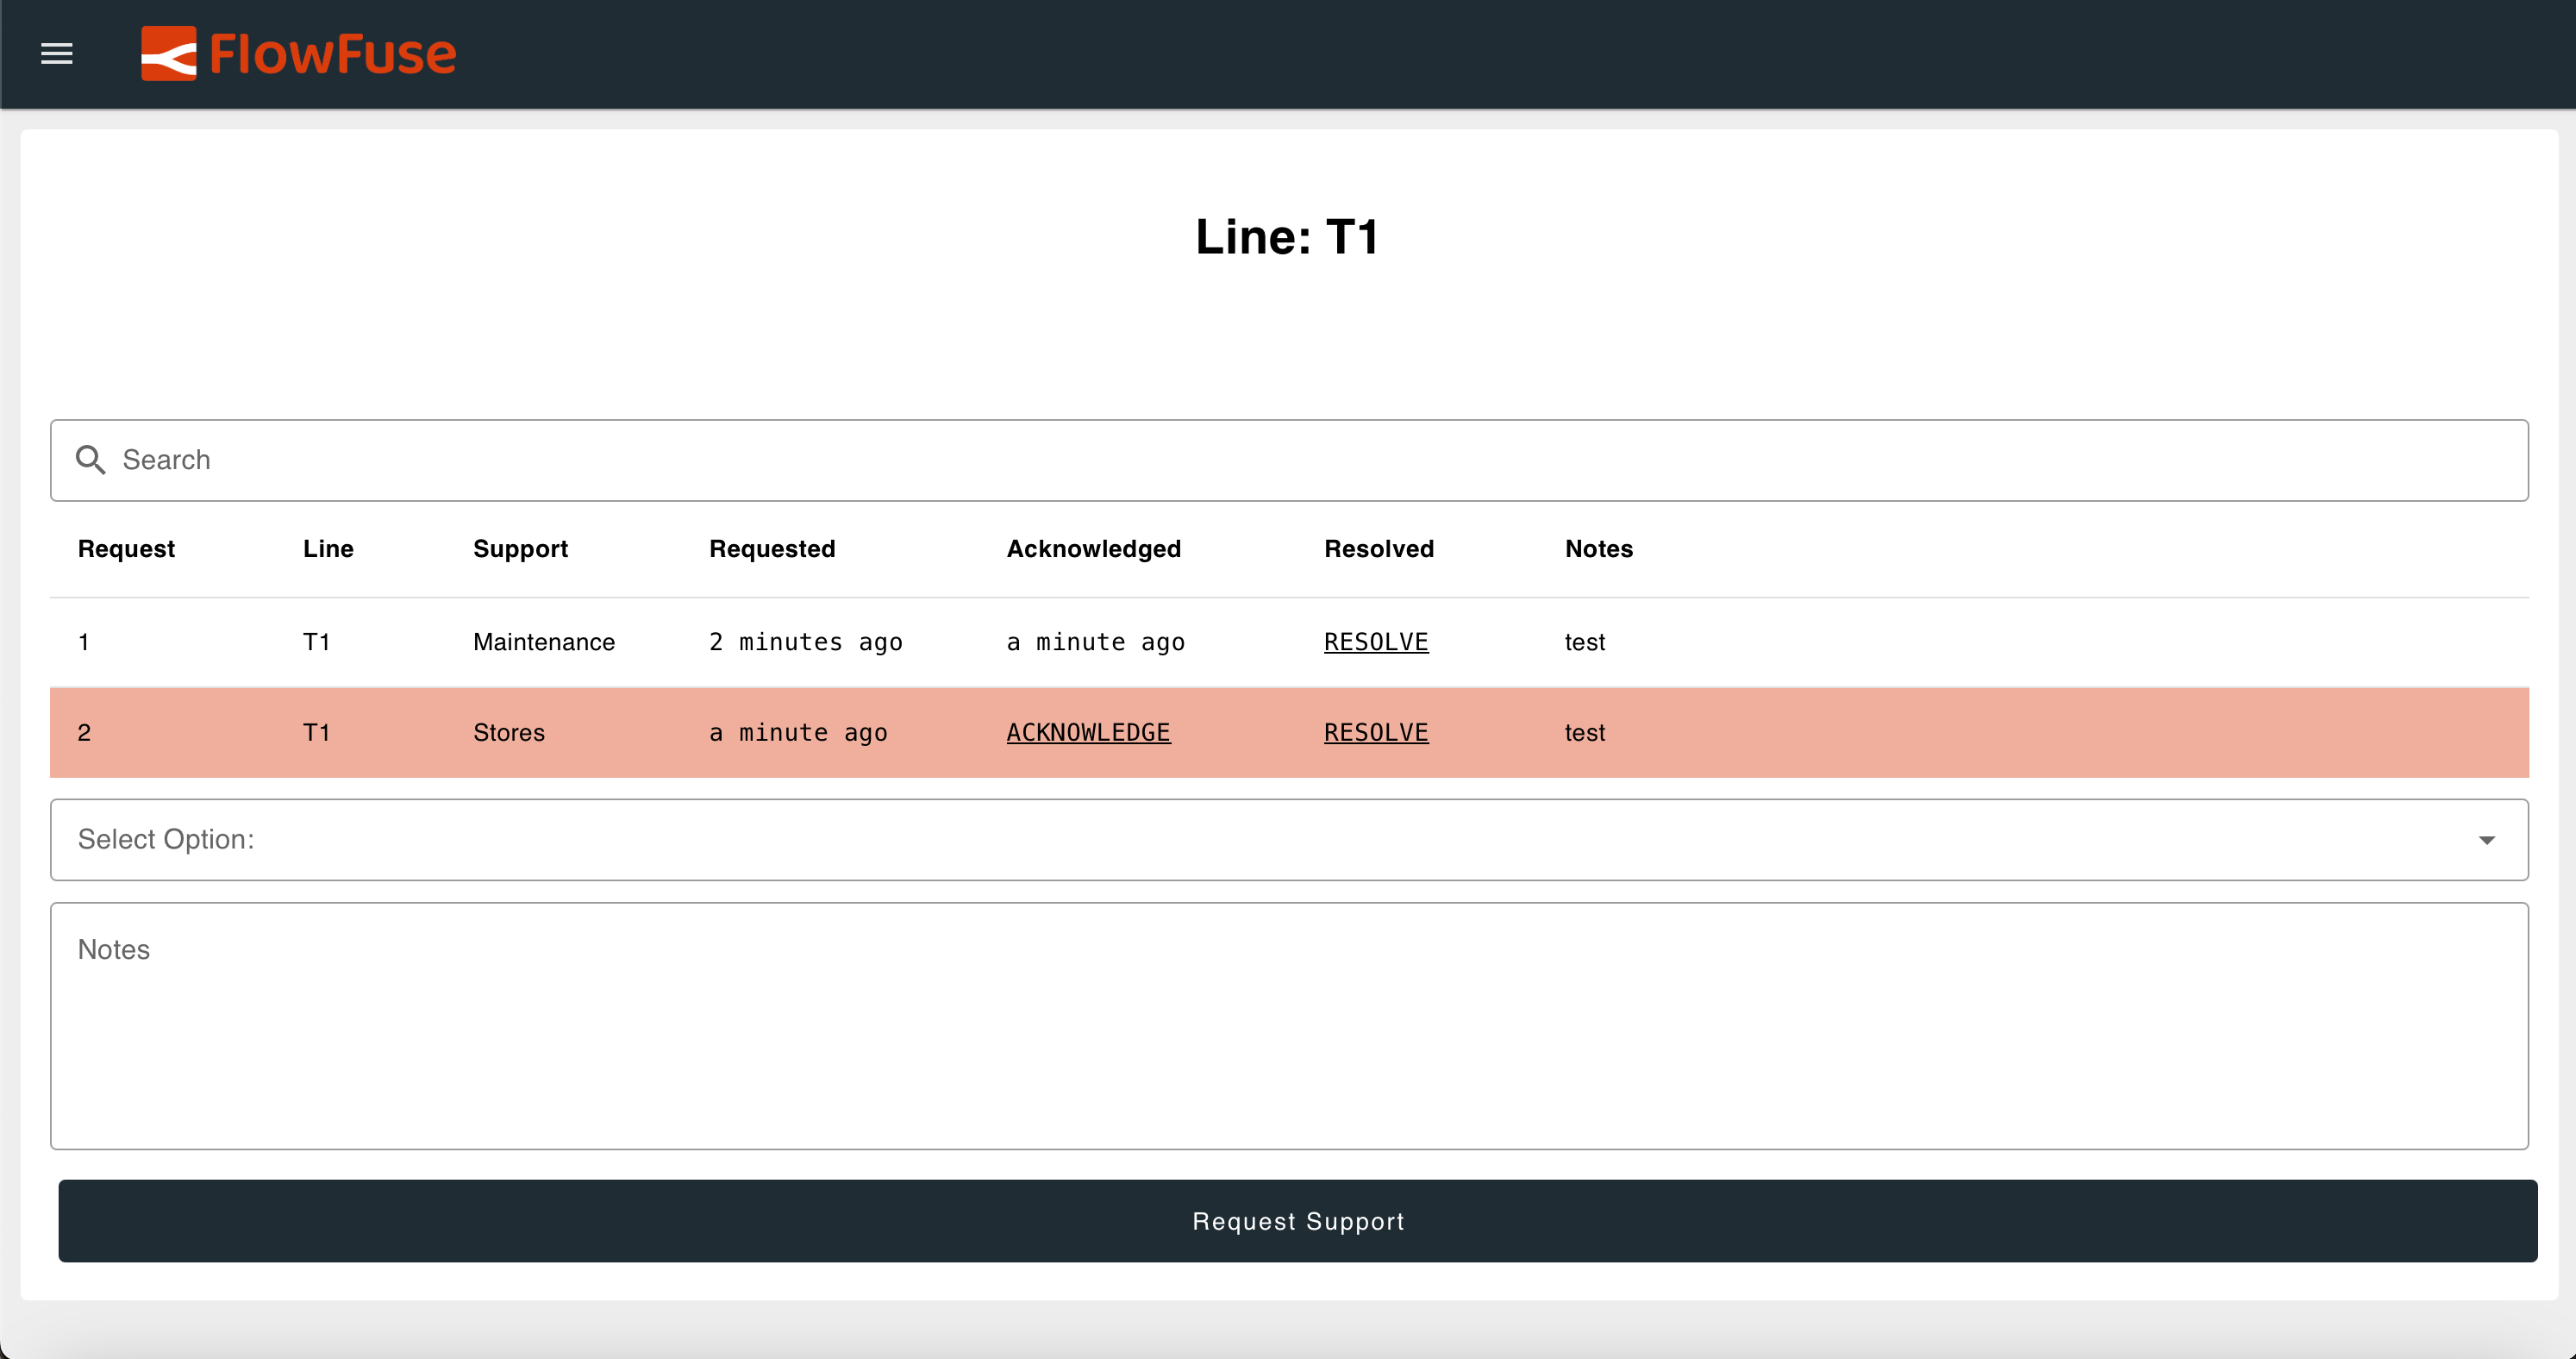 FlowFuse
Line: T1
Search
Request Line Support Requested Acknowledged Resolved Notes
1 T1 Maintenance 2 minutes ago a minute ago RESOLVE test
2 T1 Stores a minute ago ACKNOWLEDGE RESOLVE test
Select Option:
Notes
Request Support